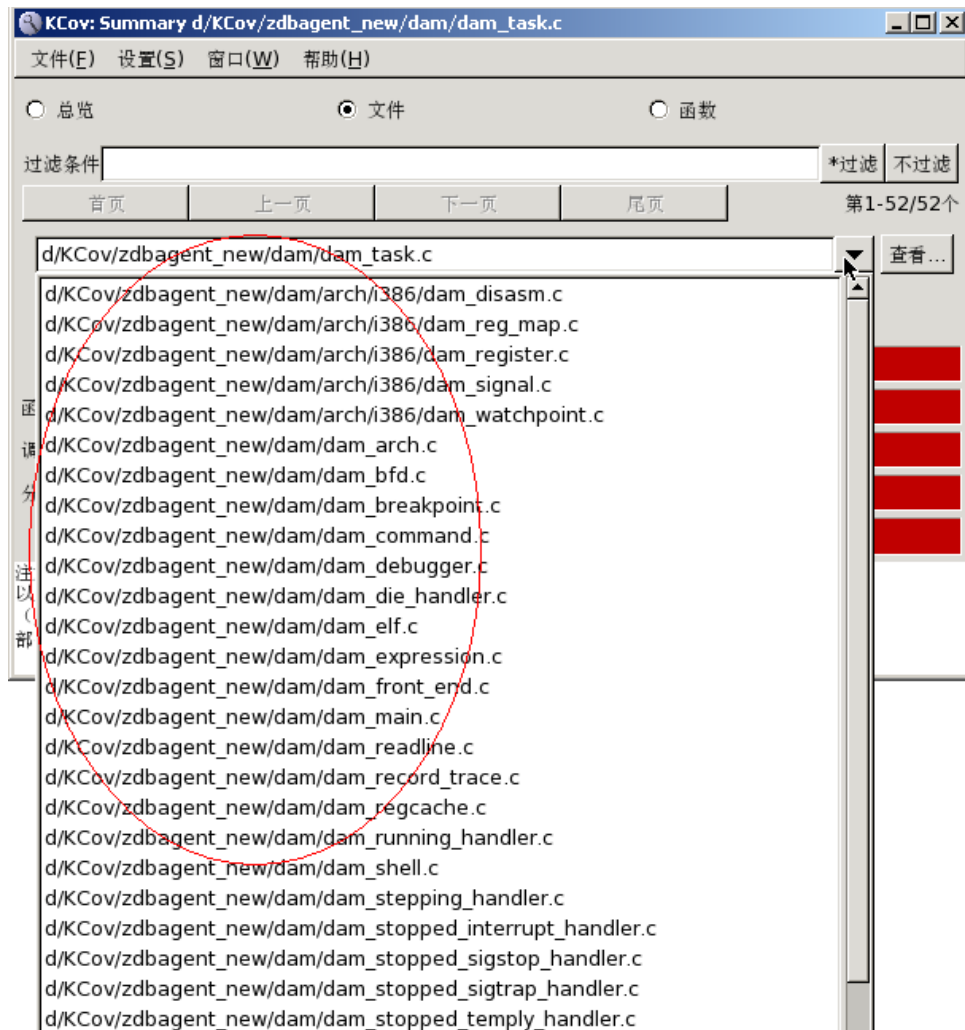 KCov: Summary d/KCov/zdbagent_new/dam/dam_task.c
文件(F) 设置(S) 窗口(W) 帮助(H)
总览 文件 函数
过滤条件 *过滤 不过滤
首页 上一页 下一页 尾页 第1-52/52个
d/KCov/zdbagent_new/dam/dam_task.c 查看...
d/KCov/zdbagent_new/dam/arch/i386/dam_disasm.c
d/KCov/zdbagent_new/dam/arch/i386/dam_reg_map.c
d/KCov/zdbagent_new/dam/arch/i386/dam_register.c
d/KCov/zdbagent_new/dam/arch/i386/dam_signal.c
d/KCov/zdbagent_new/dam/arch/i386/dam_watchpoint.c
d/KCov/zdbagent_new/dam/dam_arch.c
d/KCov/zdbagent_new/dam/dam_bfd.c
d/KCov/zdbagent_new/dam/dam_breakpoint.c
d/KCov/zdbagent_new/dam/dam_command.c
d/KCov/zdbagent_new/dam/dam_debugger.c
d/KCov/zdbagent_new/dam/dam_die_handler.c
d/KCov/zdbagent_new/dam/dam_elf.c
d/KCov/zdbagent_new/dam/dam_expression.c
d/KCov/zdbagent_new/dam/dam_front_end.c
d/KCov/zdbagent_new/dam/dam_main.c
d/KCov/zdbagent_new/dam/dam_readline.c
d/KCov/zdbagent_new/dam/dam_record_trace.c
d/KCov/zdbagent_new/dam/dam_regcache.c
d/KCov/zdbagent_new/dam/dam_running_handler.c
d/KCov/zdbagent_new/dam/dam_shell.c
d/KCov/zdbagent_new/dam/dam_stepping_handler.c
d/KCov/zdbagent_new/dam/dam_stopped_interrupt_handler.c
d/KCov/zdbagent_new/dam/dam_stopped_sigstop_handler.c
d/KCov/zdbagent_new/dam/dam_stopped_sigtrap_handler.c
d/KCov/zdbagent_new/dam/dam_stopped_temply_handler.c